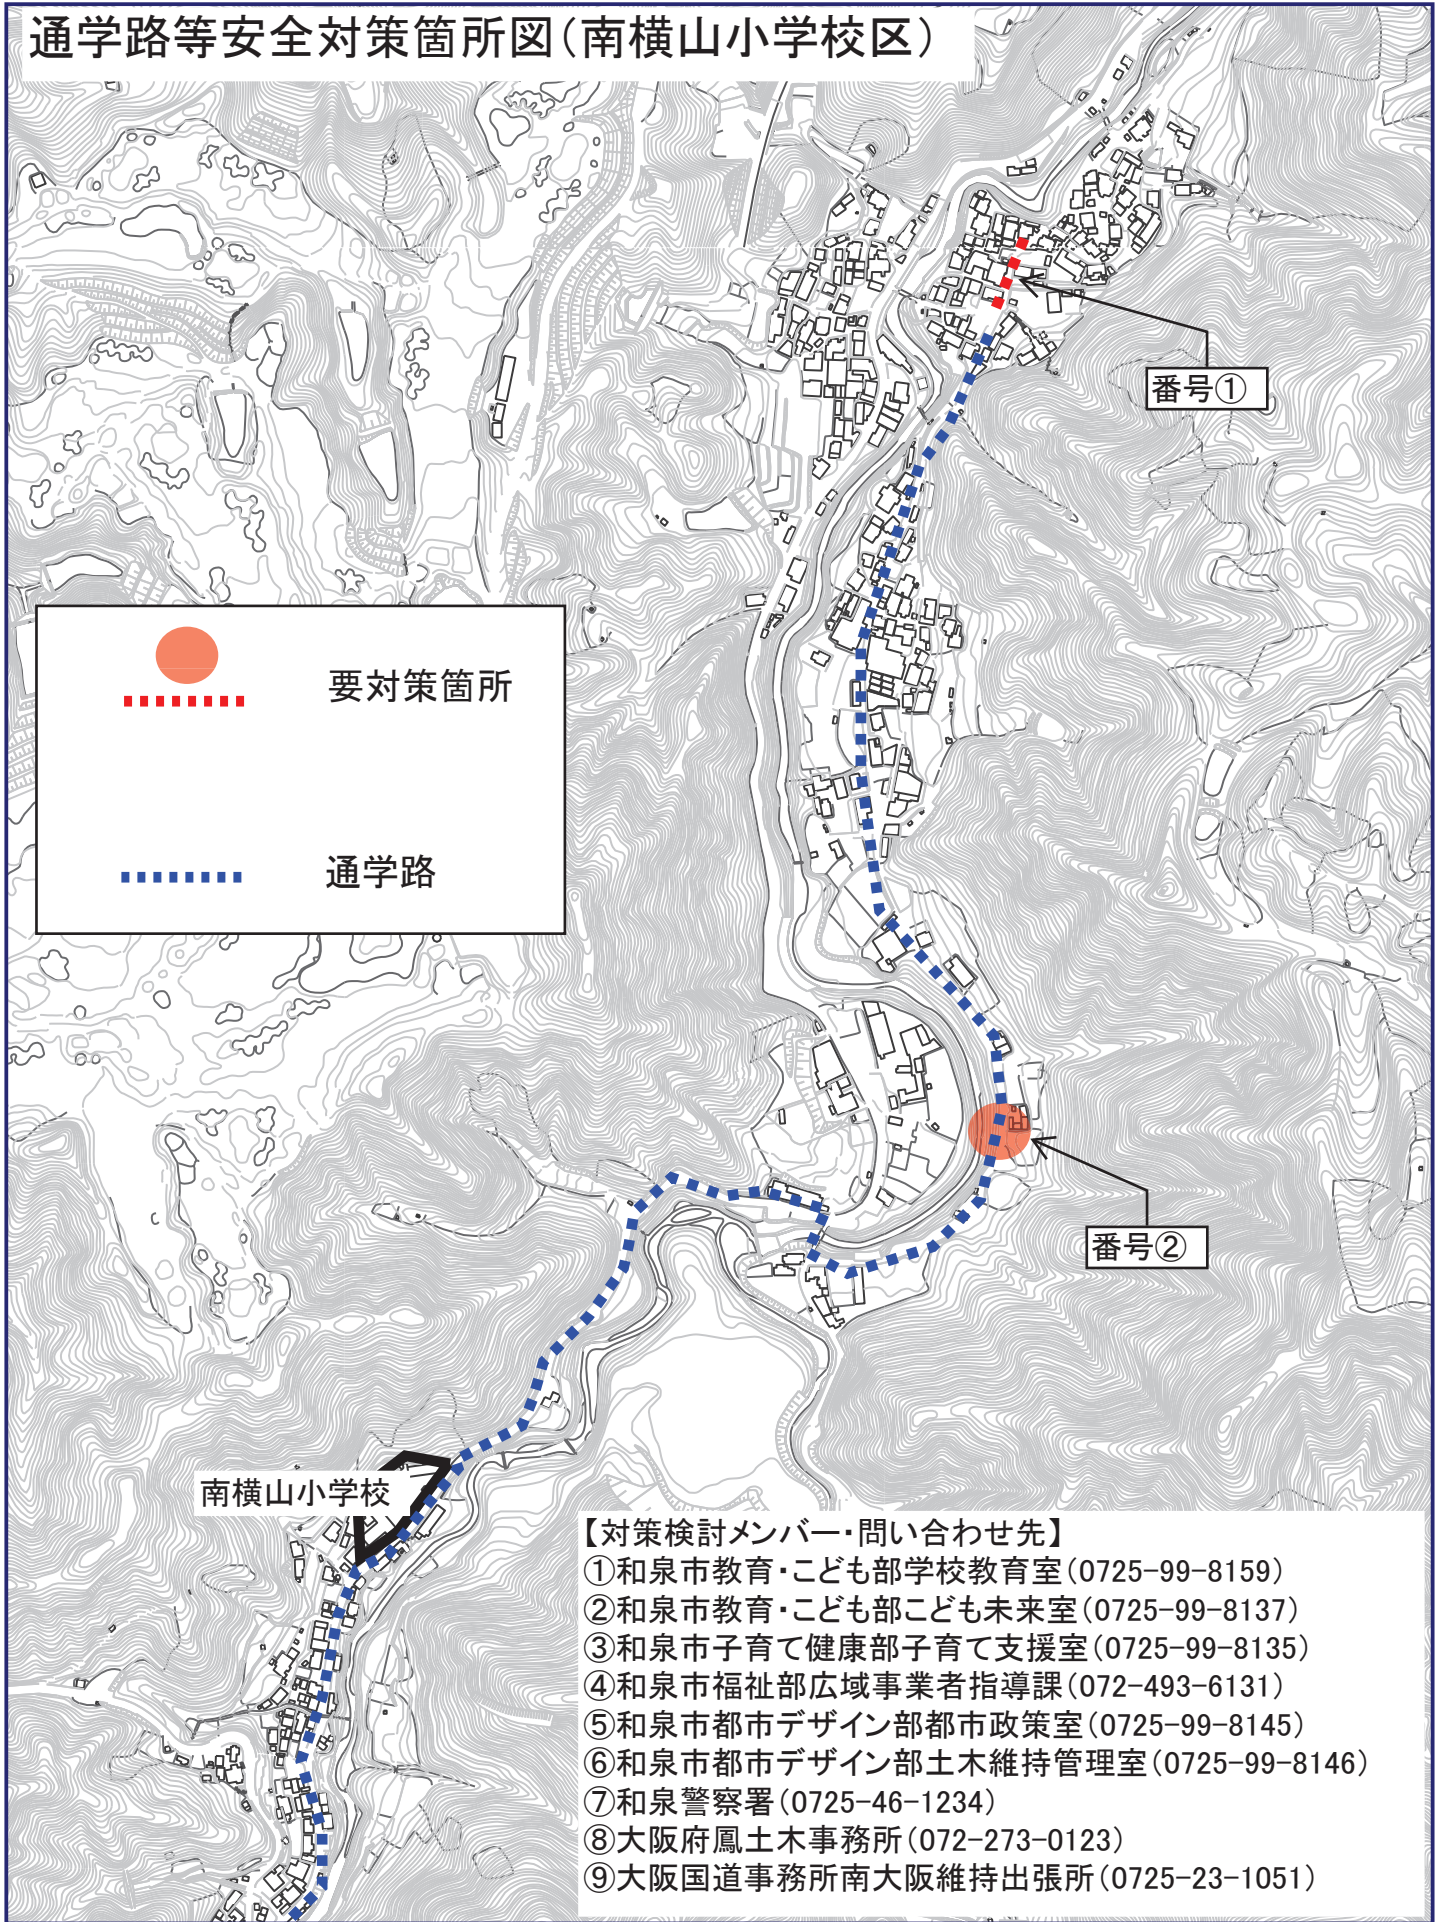 通学路等安全対策箇所図(南横山小学校区)
番号①
要対策箇所
通学路
番号②
南横山小学校
【対策検討メンバー・問い合わせ先】
①和泉市教育・こども部学校教育室(0725-99-8159)
②和泉市教育・こども部こども未来室(0725-99-8137)
③和泉市子育て健康部子育て支援室(0725-99-8135)
④和泉市福祉部広域事業者指導課(072-493-6131)
⑤和泉市都市デザイン部都市政策室(0725-99-8145)
⑥和泉市都市デザイン部土木維持管理室(0725-99-8146)
⑦和泉警察署(0725-46-1234)
⑧大阪府鳳土木事務所(072-273-0123)
⑨大阪国道事務所南大阪維持出張所(0725-23-1051)